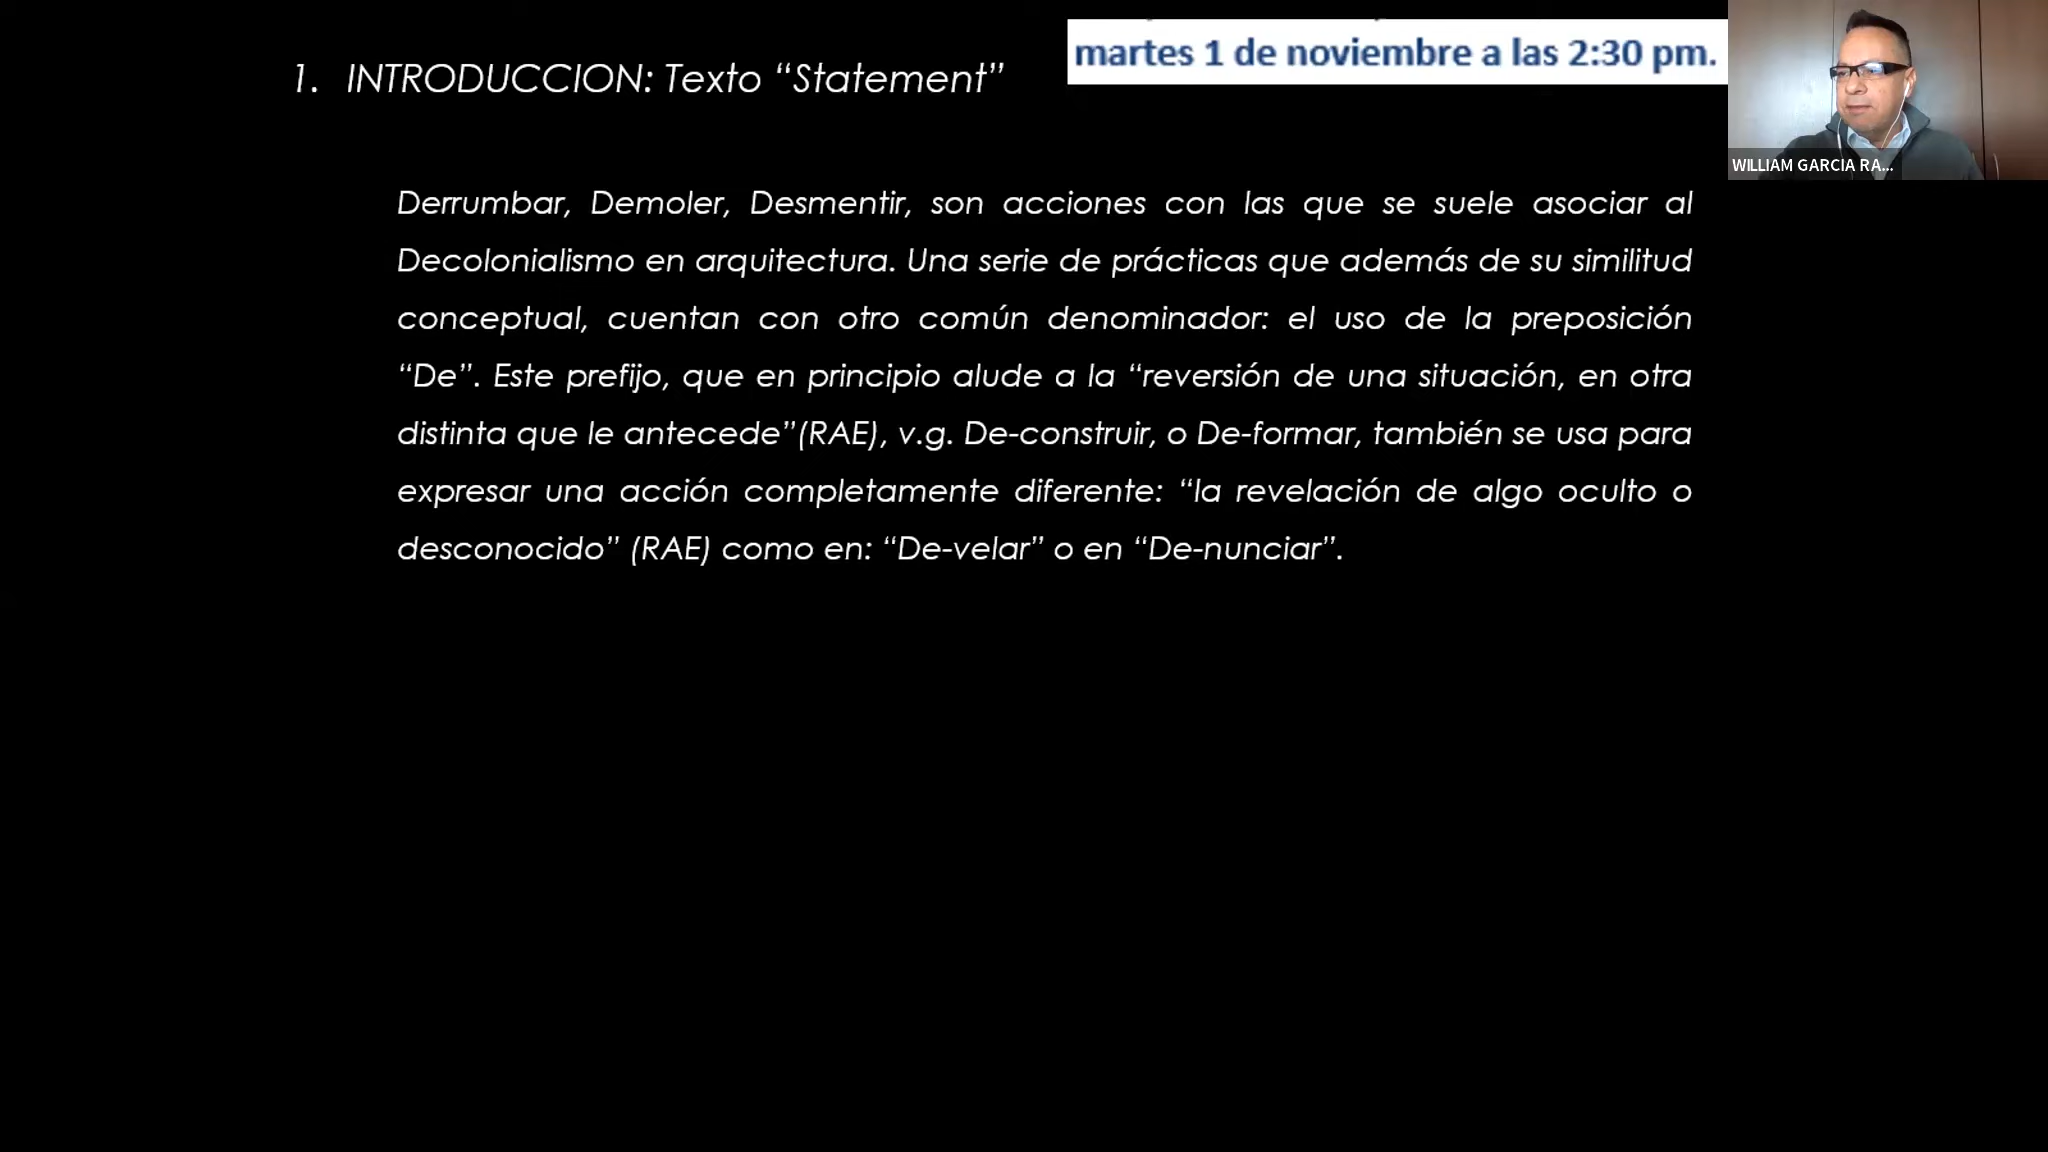 1. INTRODUCCION: Texto “Statement”
martes 1 de noviembre a las 2:30 pm.
WILLIAM GARCIA RA...
Derrumbar, Demoler, Desmentir, son acciones con las que se suele asociar al
Decolonialismo en arquitectura. Una serie de prácticas que además de su similitud
conceptual, cuentan con otro común denominador: el uso de la preposición
“De”. Este prefijo, que en principio alude a la “reversión de una situación, en otra
distinta que le antecede”(RAE), v.g. De-construir, o De-formar, también se usa para
expresar una acción completamente diferente: “la revelación de algo oculto o
desconocido” (RAE) como en: “De-velar” o en “De-nunciar”.